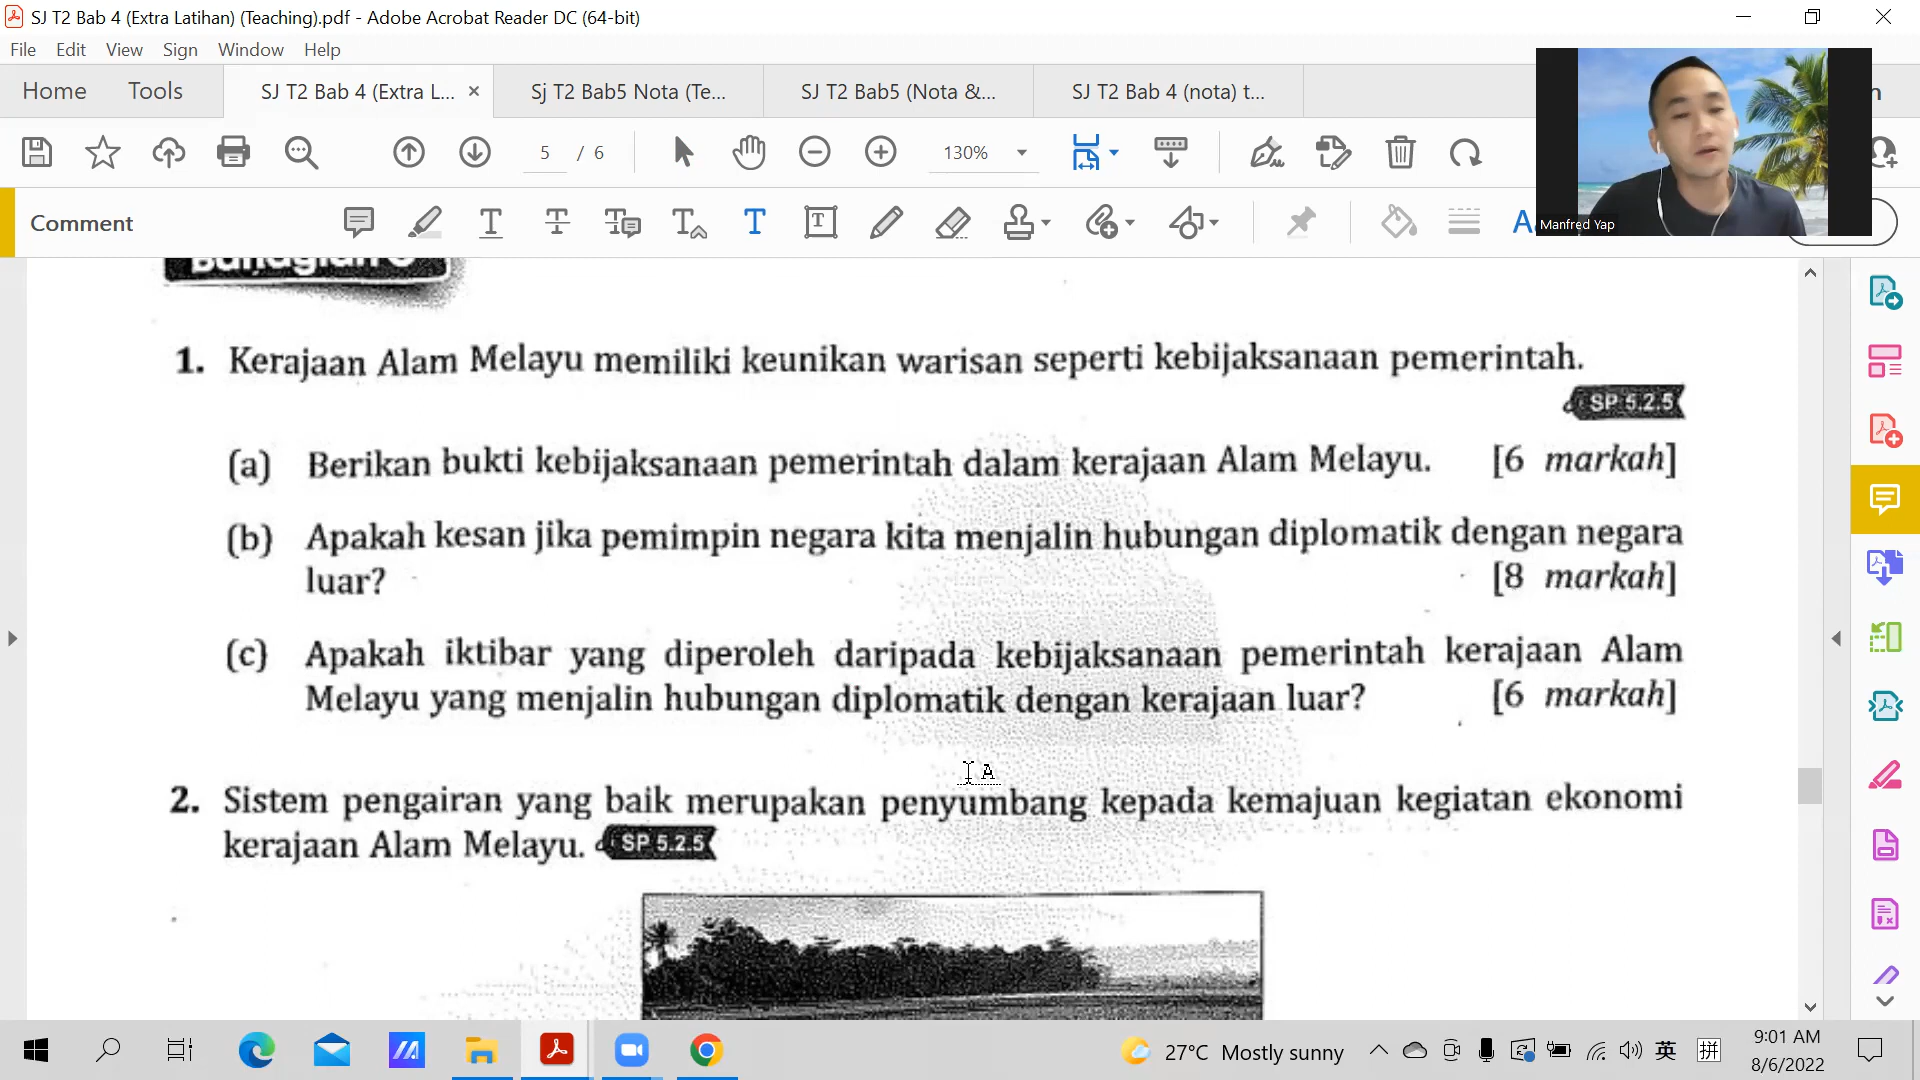 SJ T2 Bab 4 (Extra Latihan) (Teaching).pdf - Adobe Acrobat Reader DC (64-bit)
File Edit View Sign Window Help
Home Tools SJ T2 Bab 4 (Extra L... × Sj T2 Bab5 Nota (Te... SJ T2 Bab5 (Nota &... SJ T2 Bab 4 (nota) t...
5 / 6 130%
Comment
Manfred Yap
1. Kerajaan Alam Melayu memiliki keunikan warisan seperti kebijaksanaan pemerintah.
SP 5.2.5
(a) Berikan bukti kebijaksanaan pemerintah dalam kerajaan Alam Melayu. [6 markah]
(b) Apakah kesan jika pemimpin negara kita menjalin hubungan diplomatik dengan negara
luar? [8 markah]
(c) Apakah iktibar yang diperoleh daripada kebijaksanaan pemerintah kerajaan Alam
Melayu yang menjalin hubungan diplomatik dengan kerajaan luar? [6 markah]
2. Sistem pengairan yang baik merupakan penyumbang kepada kemajuan kegiatan ekonomi
kerajaan Alam Melayu. SP 5.2.5
27°C Mostly sunny 英 拼 9:01 AM
8/6/2022